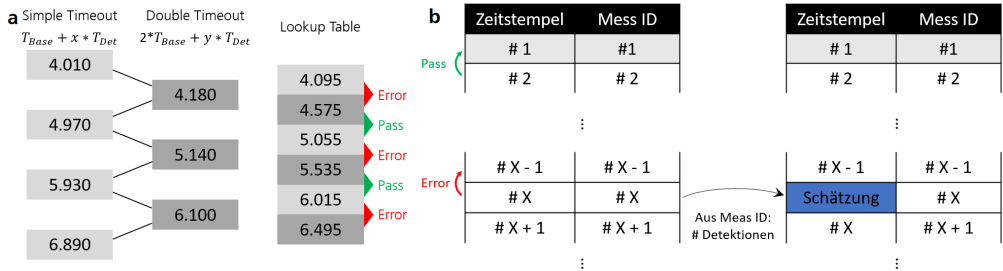 a
Simple Timeout
T_Base + x * T_Det
Double Timeout
2*T_Base + y * T_Det
Lookup Table
4.010
4.180
4.970
5.140
5.930
6.100
6.890
4.095
4.575
5.055
5.535
6.015
6.495
Error
Pass
Error
Pass
Error
b
Zeitstempel Mess ID
# 1 #1
# 2 # 2
⋮
# X - 1 # X - 1
# X # X
# X + 1 # X + 1
⋮
Pass
Error
Aus Meas ID:
# Detektionen
Zeitstempel Mess ID
# 1 #1
# 2 # 2
⋮
# X - 1 # X - 1
Schätzung # X
# X # X + 1
⋮